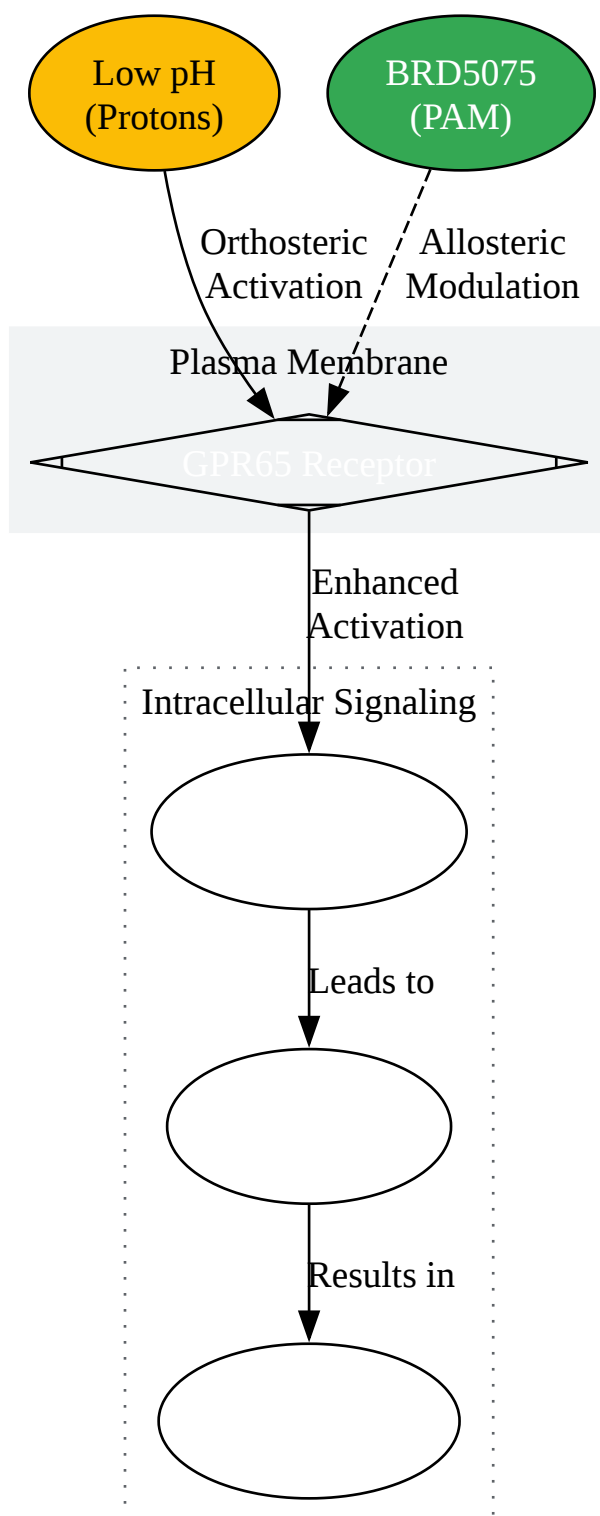 Low pH
(Protons)
BRD5075
(PAM)
Orthosteric
Activation
Allosteric
Modulation
Plasma Membrane
GPR65 Receptor
Enhanced
Activation
Intracellular Signaling
Leads to
Results in